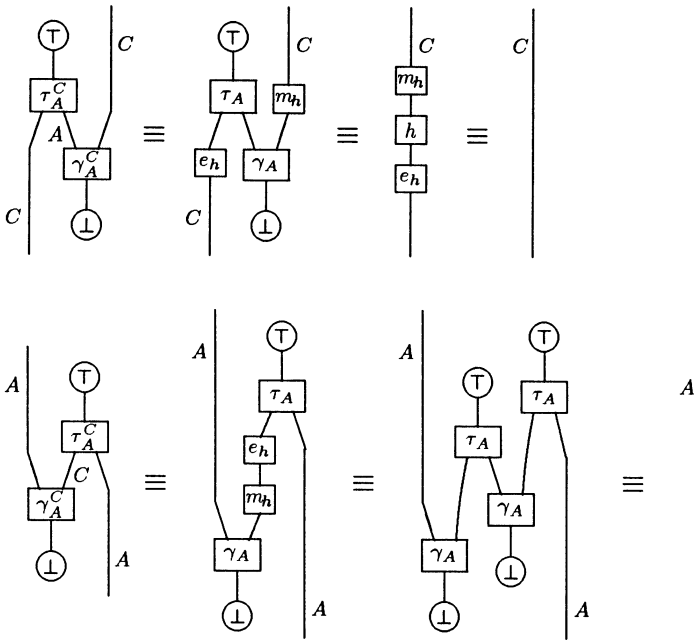 ⊤ C ⊤ C C C
τ_A^C τ_A m_h m_h
A ≡ ≡ h ≡
γ_A^C e_h γ_A e_h
C ⊥ C ⊥
A ⊤ A ⊤ A ⊤ ⊤ A
τ_A^C τ_A τ_A τ_A
C ≡ e_h ≡ ≡
γ_A^C m_h γ_A
⊥ A γ_A γ_A ⊥
⊥ A ⊥ A